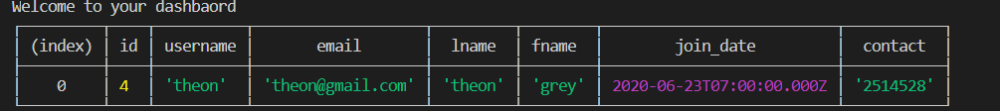 Welcome to your dashbaord
(index) id username email lname fname join_date contact
0 4 'theon' 'theon@gmail.com' 'theon' 'grey' 2020-06-23T07:00:00.000Z '2514528'